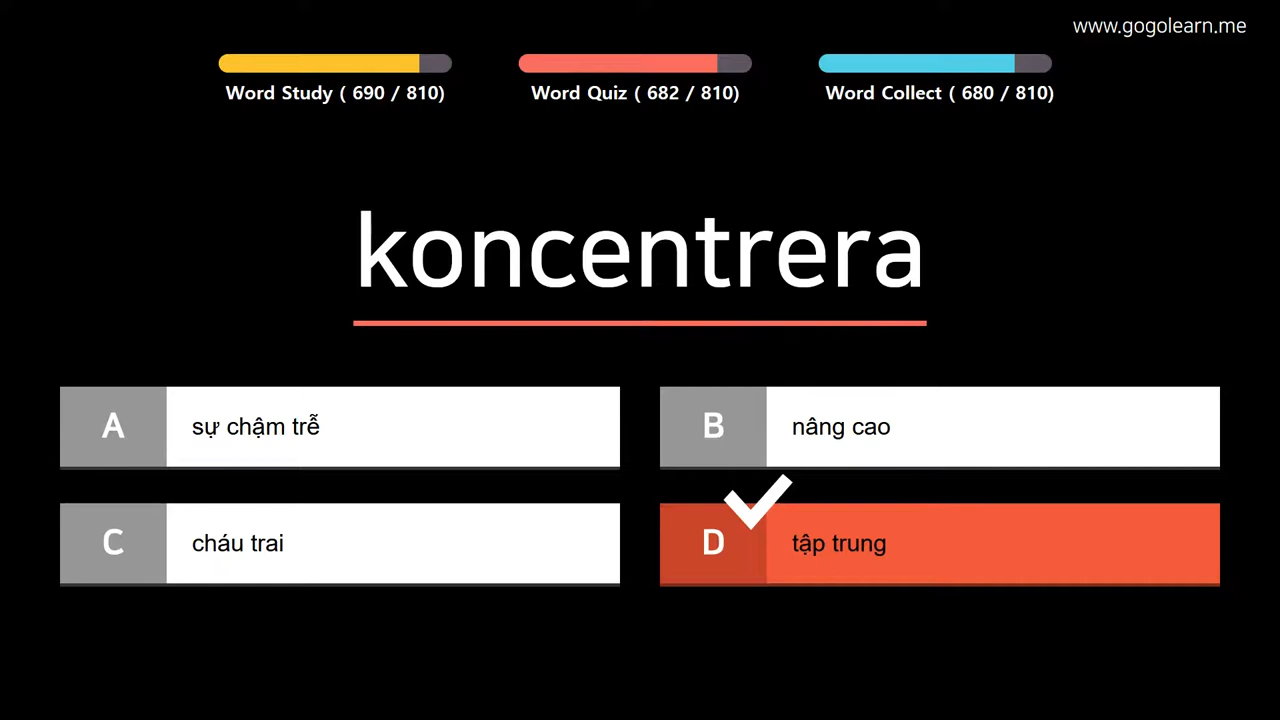 www.gogolearn.me
Word Study ( 690 / 810)
Word Quiz ( 682 / 810)
Word Collect ( 680 / 810)
koncentrera
A
sự chậm trễ
B
nâng cao
C
cháu trai
D
tập trung